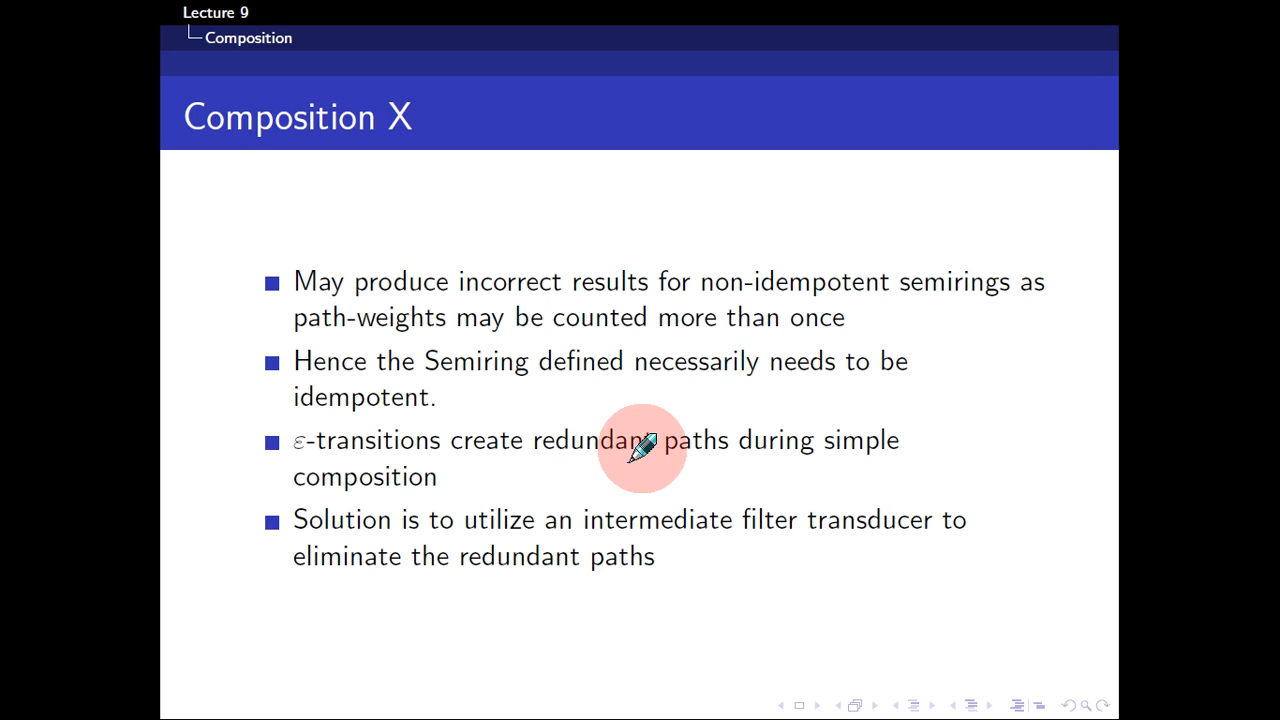 Lecture 9
Composition
Composition X
May produce incorrect results for non-idempotent semirings as
path-weights may be counted more than once
Hence the Semiring defined necessarily needs to be
idempotent.
ε-transitions create redundant paths during simple
composition
Solution is to utilize an intermediate filter transducer to
eliminate the redundant paths